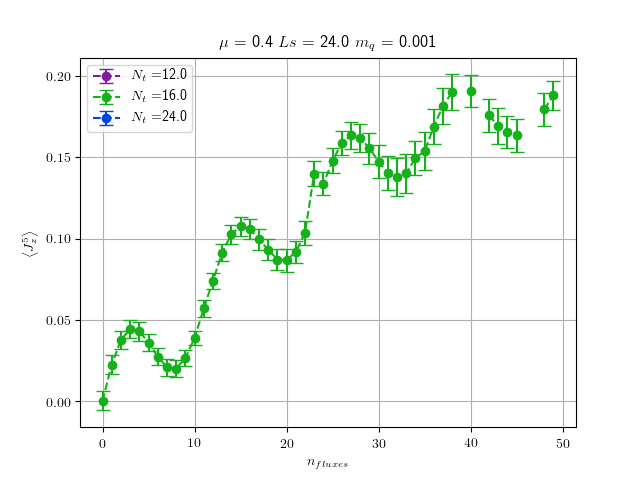 μ = 0.4 Ls = 24.0 m_q = 0.001
N_t =12.0
N_t =16.0
N_t =24.0
⟨J_z^5⟩
0.20
0.15
0.10
0.05
0.00
0 10 20 30 40 50
n_fluxes